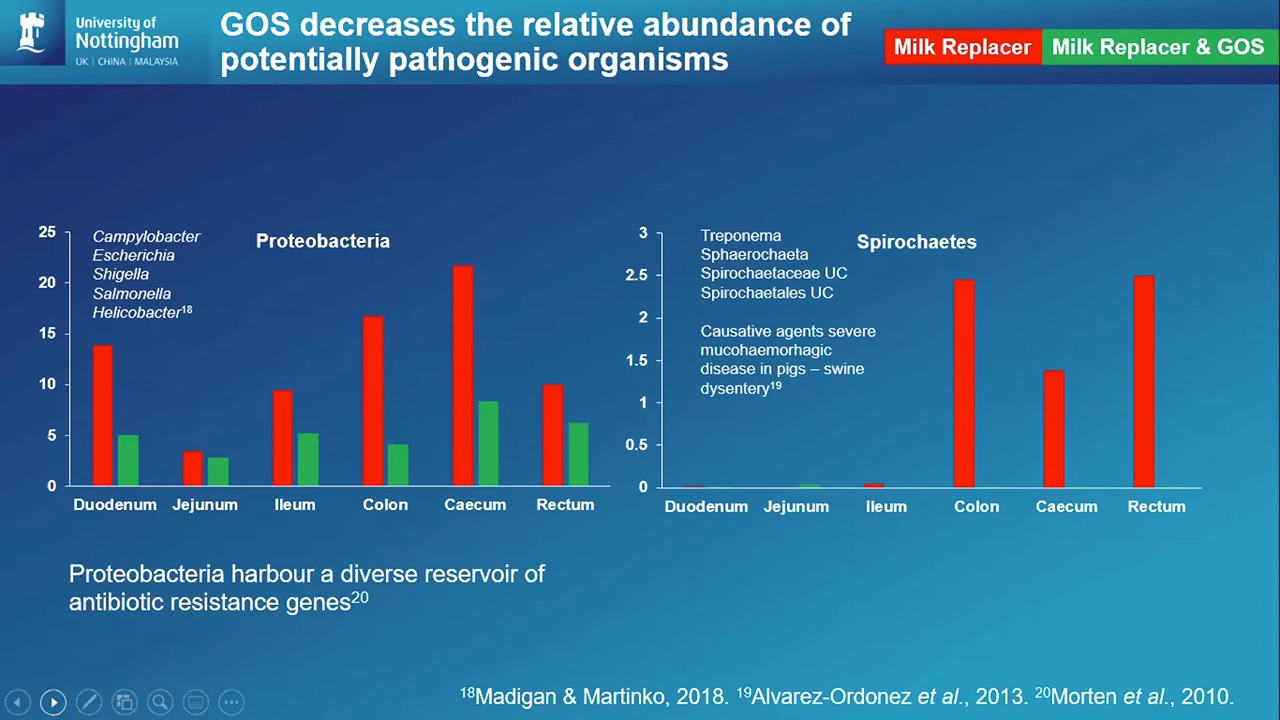 University of
Nottingham
UK | CHINA | MALAYSIA
GOS decreases the relative abundance of
potentially pathogenic organisms
Milk Replacer
Milk Replacer & GOS
Proteobacteria
Campylobacter
Escherichia
Shigella
Salmonella
Helicobacter18
25
20
15
10
5
0
Duodenum Jejunum Ileum Colon Caecum Rectum
Spirochaetes
Treponema
Sphaerochaeta
Spirochaetaceae UC
Spirochaetales UC
Causative agents severe
mucohaemorhagic
disease in pigs – swine
dysentery19
3
2.5
2
1.5
1
0.5
0
Duodenum Jejunum Ileum Colon Caecum Rectum
Proteobacteria harbour a diverse reservoir of
antibiotic resistance genes20
18Madigan & Martinko, 2018. 19Alvarez-Ordonez et al., 2013. 20Morten et al., 2010.